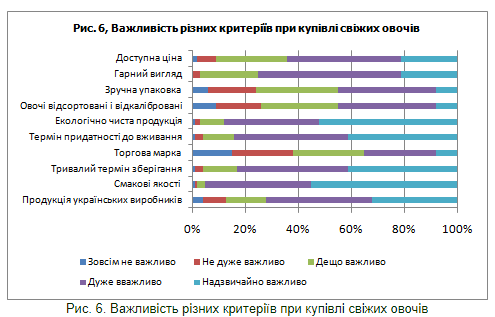 Рис. 6, Важливість різних критеріїв при купівлі свіжих овочів
Доступна ціна
Гарний вигляд
Зручна упаковка
Овочі відсортовані і відкалібровані
Екологічно чиста продукція
Термін придатності до вживання
Торгова марка
Тривалий термін зберігання
Смакові якості
Продукція українських виробників
0% 20% 40% 60% 80% 100%
Зовсім не важливо Не дуже важливо Дещо важливо
Дуже вважливо Надзвичайно важливо
Рис. 6. Важливість різних критеріїв при купівлі свіжих овочів